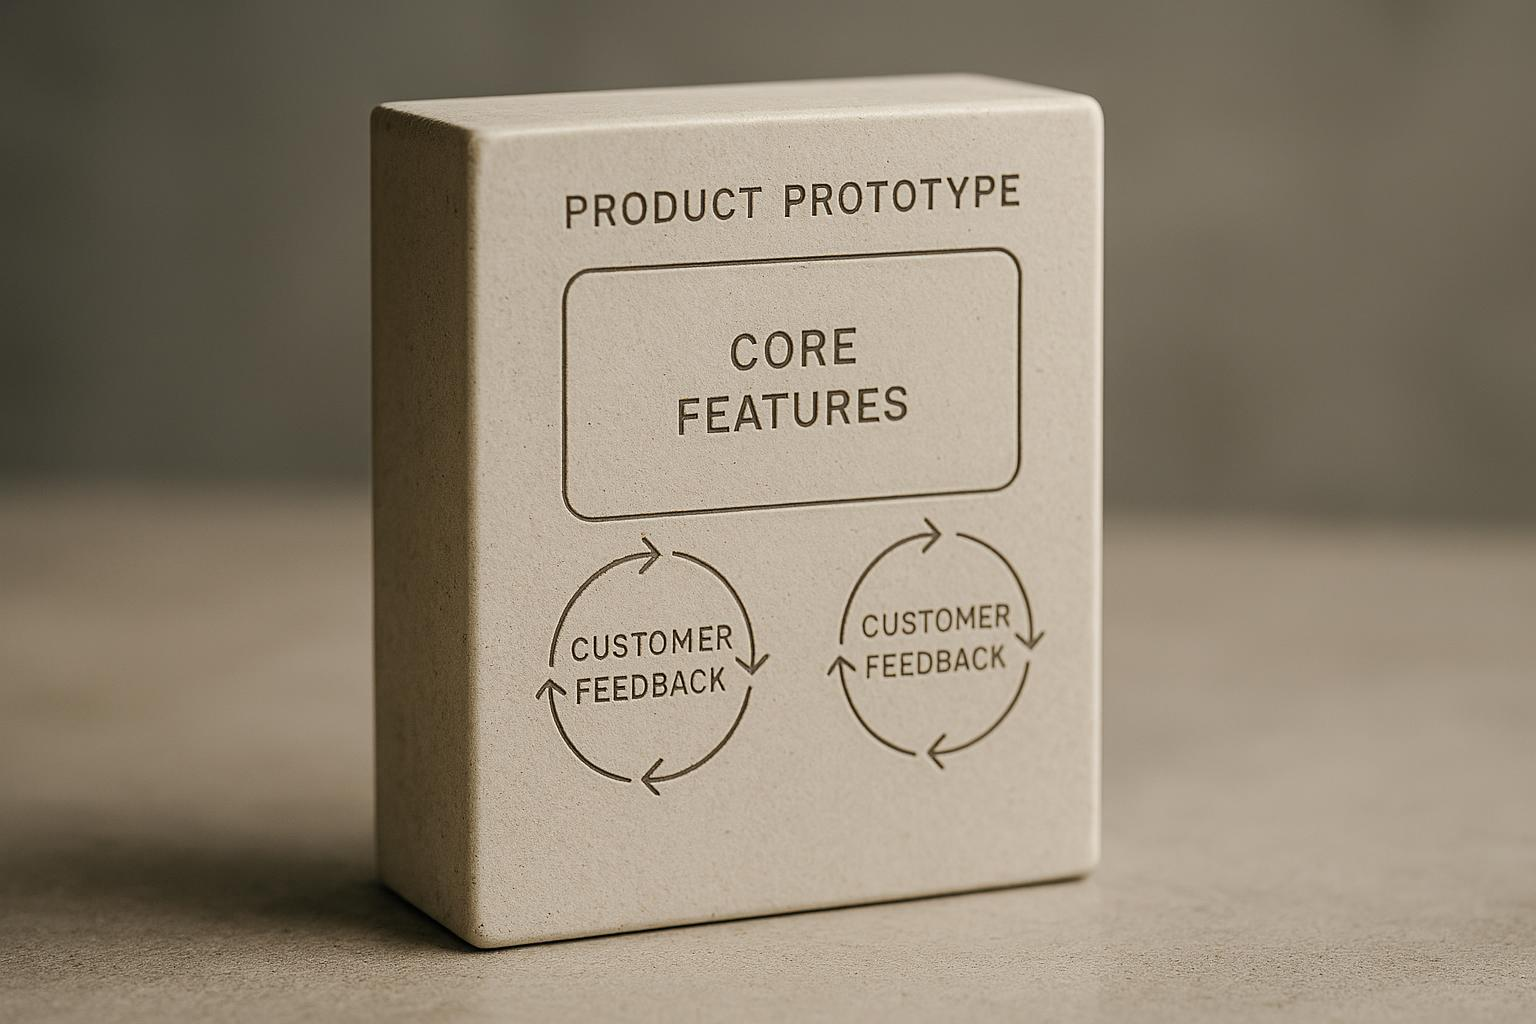 PRODUCT PROTOTYPE
CORE
FEATURES
CUSTOMER
FEEDBACK
CUSTOMER
FEEDBACK